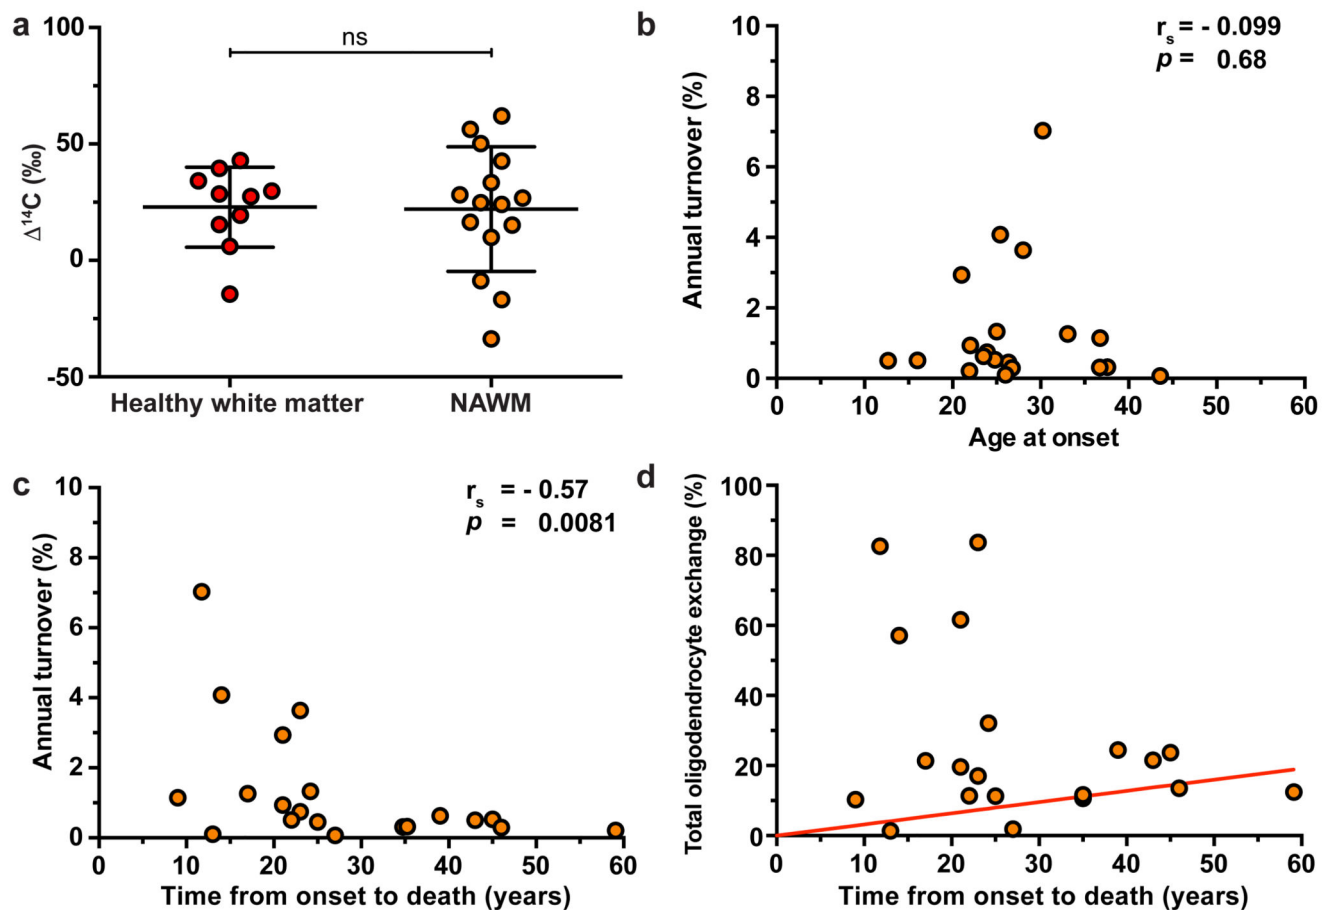 a
100
50
0
-50
Δ¹⁴C (‰)
ns
Healthy white matter
NAWM
b
10
8
6
4
2
0
Annual turnover (%)
rₛ = - 0.099
p = 0.68
0 10 20 30 40 50 60
Age at onset
c
10
8
6
4
2
0
Annual turnover (%)
rₛ = - 0.57
p = 0.0081
0 10 20 30 40 50 60
Time from onset to death (years)
d
100
80
60
40
20
0
Total oligodendrocyte exchange (%)
0 10 20 30 40 50 60
Time from onset to death (years)